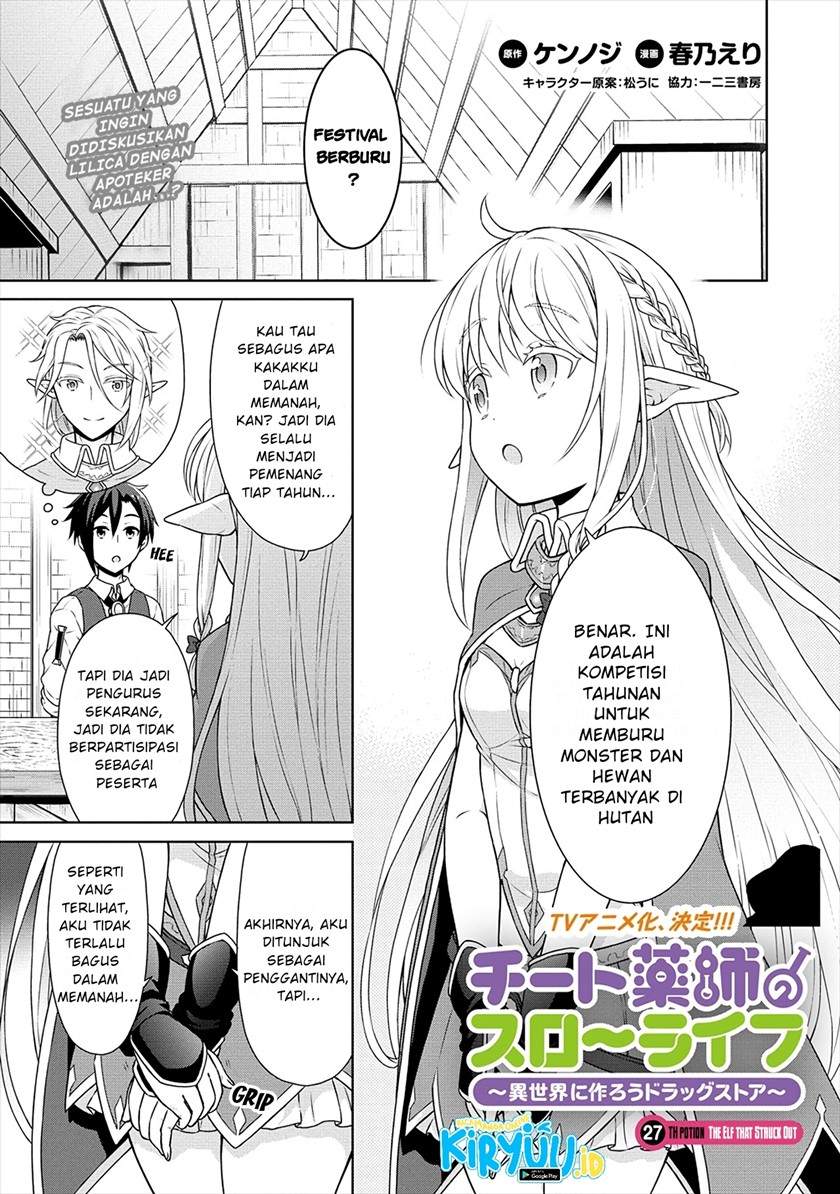 原作 ケンノジ 漫画 春乃えり
キャラクター原案:松うに 協力:一二三書房
SESUATU YANG
INGIN
DIDISKUSIKAN
LILICA DENGAN
APOTEKER
ADALAH...?
FESTIVAL
BERBURU
?
BENAR. INI
ADALAH
KOMPETISI
TAHUNAN
UNTUK
MEMBURU
MONSTER DAN
HEWAN
TERBANYAK DI
HUTAN
KAU TAU
SEBAGUS APA
KAKAKKU
DALAM
MEMANAH,
KAN? JADI DIA
SELALU
MENJADI
PEMENANG
TIAP TAHUN...
HEE
TAPI DIA JADI
PENGURUS
SEKARANG,
JADI DIA TIDAK
BERPARTISIPASI
SEBAGAI
PESERTA
AKHIRNYA, AKU
DITUNJUK
SEBAGAI
PENGGANTINYA,
TAPI...
SEPERTI
YANG
TERLIHAT,
AKU TIDAK
TERLALU
BAGUS
DALAM
MEMANAH...
GRIP
TVアニメ化、決定!!!
チート薬師の
スローライフ
～異世界に作ろうドラッグストア～
27 TH POTION THE ELF THAT STRUCK OUT
KIRYUU.ID
Google Play